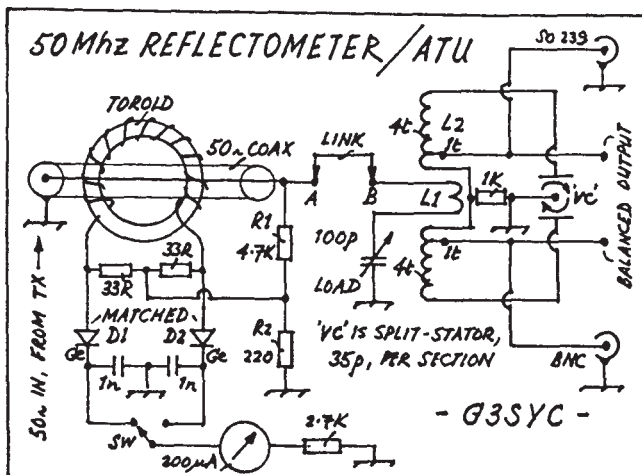 50Mhz REFLECTOMETER/ATU
SO 239
TOROID
50Ω COAX
LINK
4t
L2
1t
A
B
L1
1K
'VC'
BALANCED OUTPUT
R1
4.7K
100p
LOAD
4t
1t
33R
33R
MATCHED
D1
D2
Ge
Ge
R2
220
1n
1n
'VC' IS SPLIT-STATOR,
35p, PER SECTION
BNC
50Ω IN, FROM TX
SW
200µA
2.7K
- G3SYC -